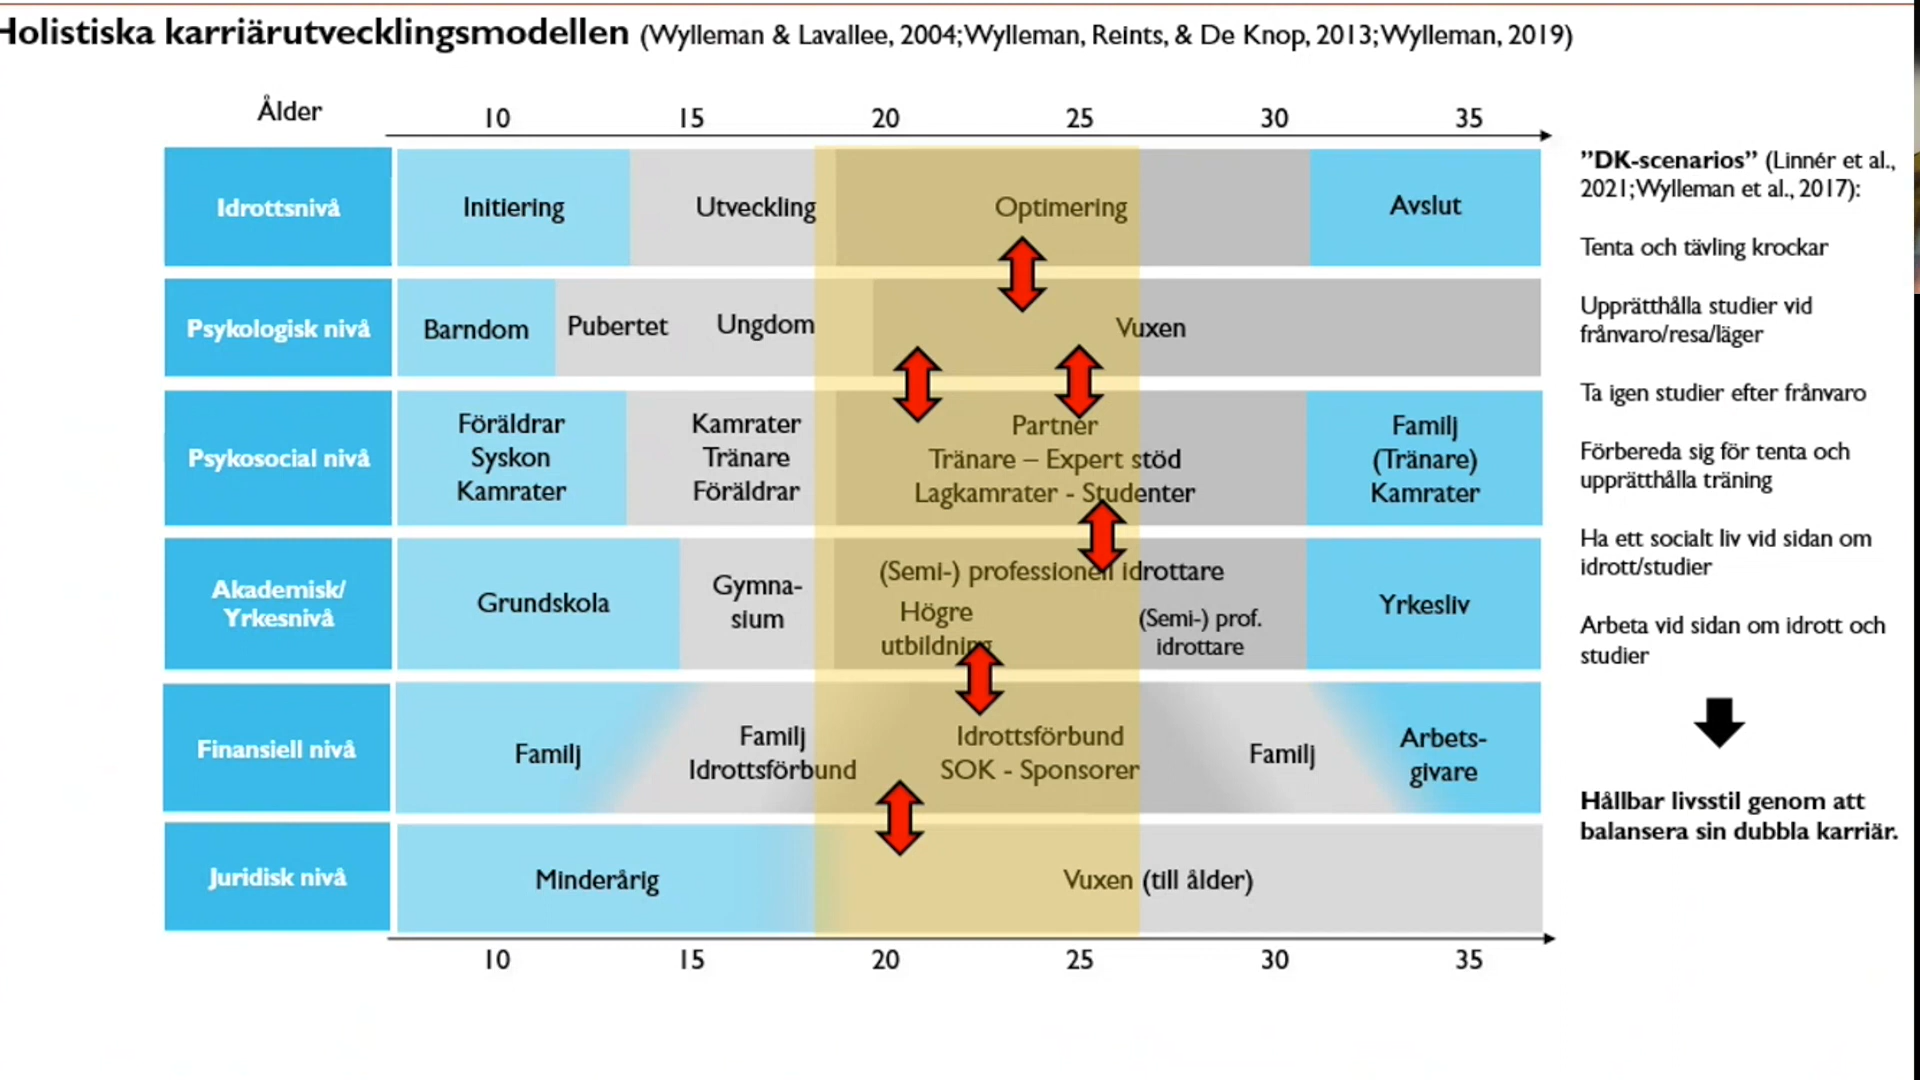 Holistiska karriärutvecklingsmodellen (Wylleman & Lavallee, 2004; Wylleman, Reints, & De Knop, 2013; Wylleman, 2019)
Ålder
10 15 20 25 30 35
Idrottsnivå
Initiering
Utveckling
Optimering
Avslut
Psykologisk nivå
Barndom
Pubertet
Ungdom
Vuxen
Psykosocial nivå
Föräldrar
Syskon
Kamrater
Kamrater
Tränare
Föräldrar
Partner
Tränare – Expert stöd
Lagkamrater - Studenter
Familj
(Tränare)
Kamrater
Akademisk/
Yrkesnivå
Grundskola
Gymna-
sium
(Semi-) professionell idrottare
Högre
utbildning
(Semi-) prof.
idrottare
Yrkesliv
Finansiell nivå
Familj
Familj
Idrottsförbund
Idrottsförbund
SOK - Sponsorer
Familj
Arbets-
givare
Juridisk nivå
Minderårig
Vuxen (till ålder)
10 15 20 25 30 35
”DK-scenarios” (Linnér et al.,
2021; Wylleman et al., 2017):
Tenta och tävling krockar
Upprätthålla studier vid
frånvaro/resa/läger
Ta igen studier efter frånvaro
Förbereda sig för tenta och
upprätthålla träning
Ha ett socialt liv vid sidan om
idrott/studier
Arbeta vid sidan om idrott och
studier
Hållbar livsstil genom att
balansera sin dubbla karriär.